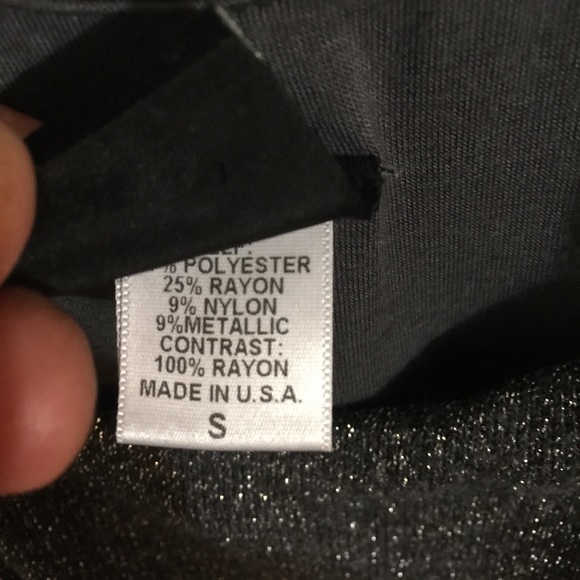 % POLYESTER
25% RAYON
9% NYLON
9%METALLIC
CONTRAST:
100% RAYON
MADE IN U.S.A.
S